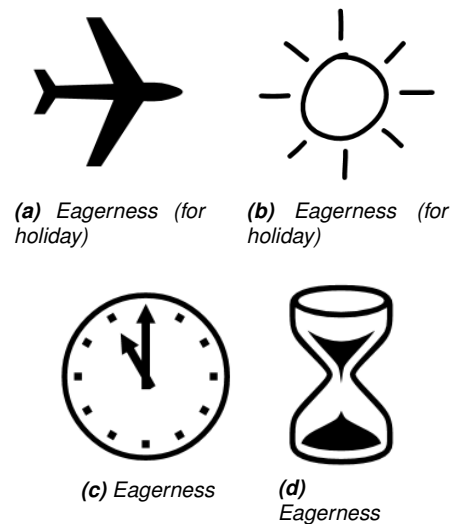 (a) Eagerness (for
holiday)
(b) Eagerness (for
holiday)
(c) Eagerness
(d)
Eagerness